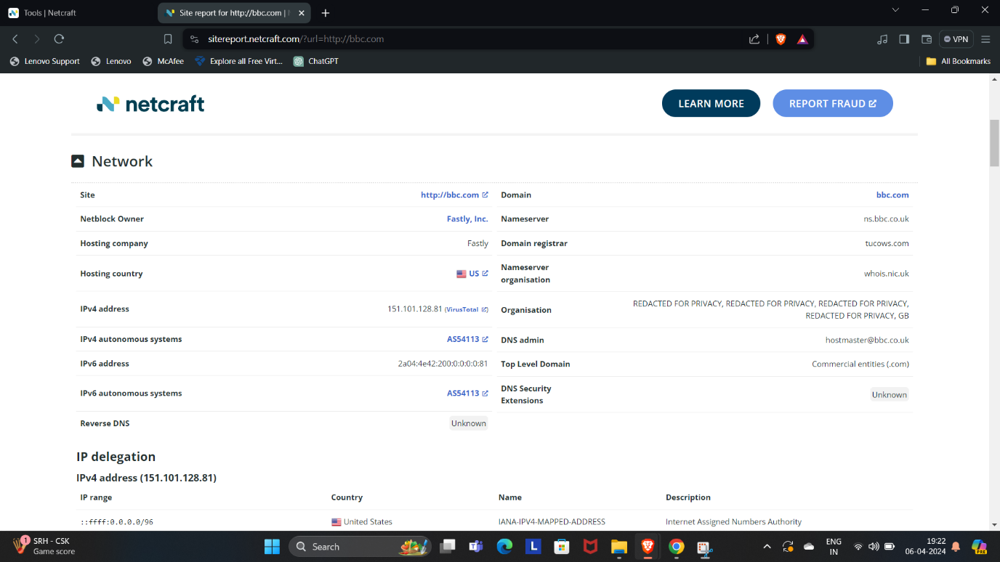 Tools | Netcraft
Site report for http://bbc.com |
sitereport.netcraft.com/?url=http://bbc.com
VPN
Lenovo Support
Lenovo
McAfee
Explore all Free Virt...
ChatGPT
All Bookmarks
netcraft
LEARN MORE
REPORT FRAUD
Network
Site http://bbc.com
Domain bbc.com
Netblock Owner Fastly, Inc.
Nameserver ns.bbc.co.uk
Hosting company Fastly
Domain registrar tucows.com
Hosting country US
Nameserver
organisation
whois.nic.uk
IPv4 address 151.101.128.81 (VirusTotal)
Organisation
REDACTED FOR PRIVACY, REDACTED FOR PRIVACY, REDACTED FOR PRIVACY,
REDACTED FOR PRIVACY, GB
IPv4 autonomous systems AS54113
DNS admin hostmaster@bbc.co.uk
IPv6 address 2a04:4e42:200:0:0:0:0:81
Top Level Domain Commercial entities (.com)
IPv6 autonomous systems AS54113
DNS Security
Extensions
Unknown
Reverse DNS Unknown
IP delegation
IPv4 address (151.101.128.81)
IP range Country Name Description
::ffff:0.0.0.0/96 United States IANA-IPV4-MAPPED-ADDRESS Internet Assigned Numbers Authority
1
SRH - CSK
Game score
Search
L
ENG
IN
19:22
06-04-2024
PRE